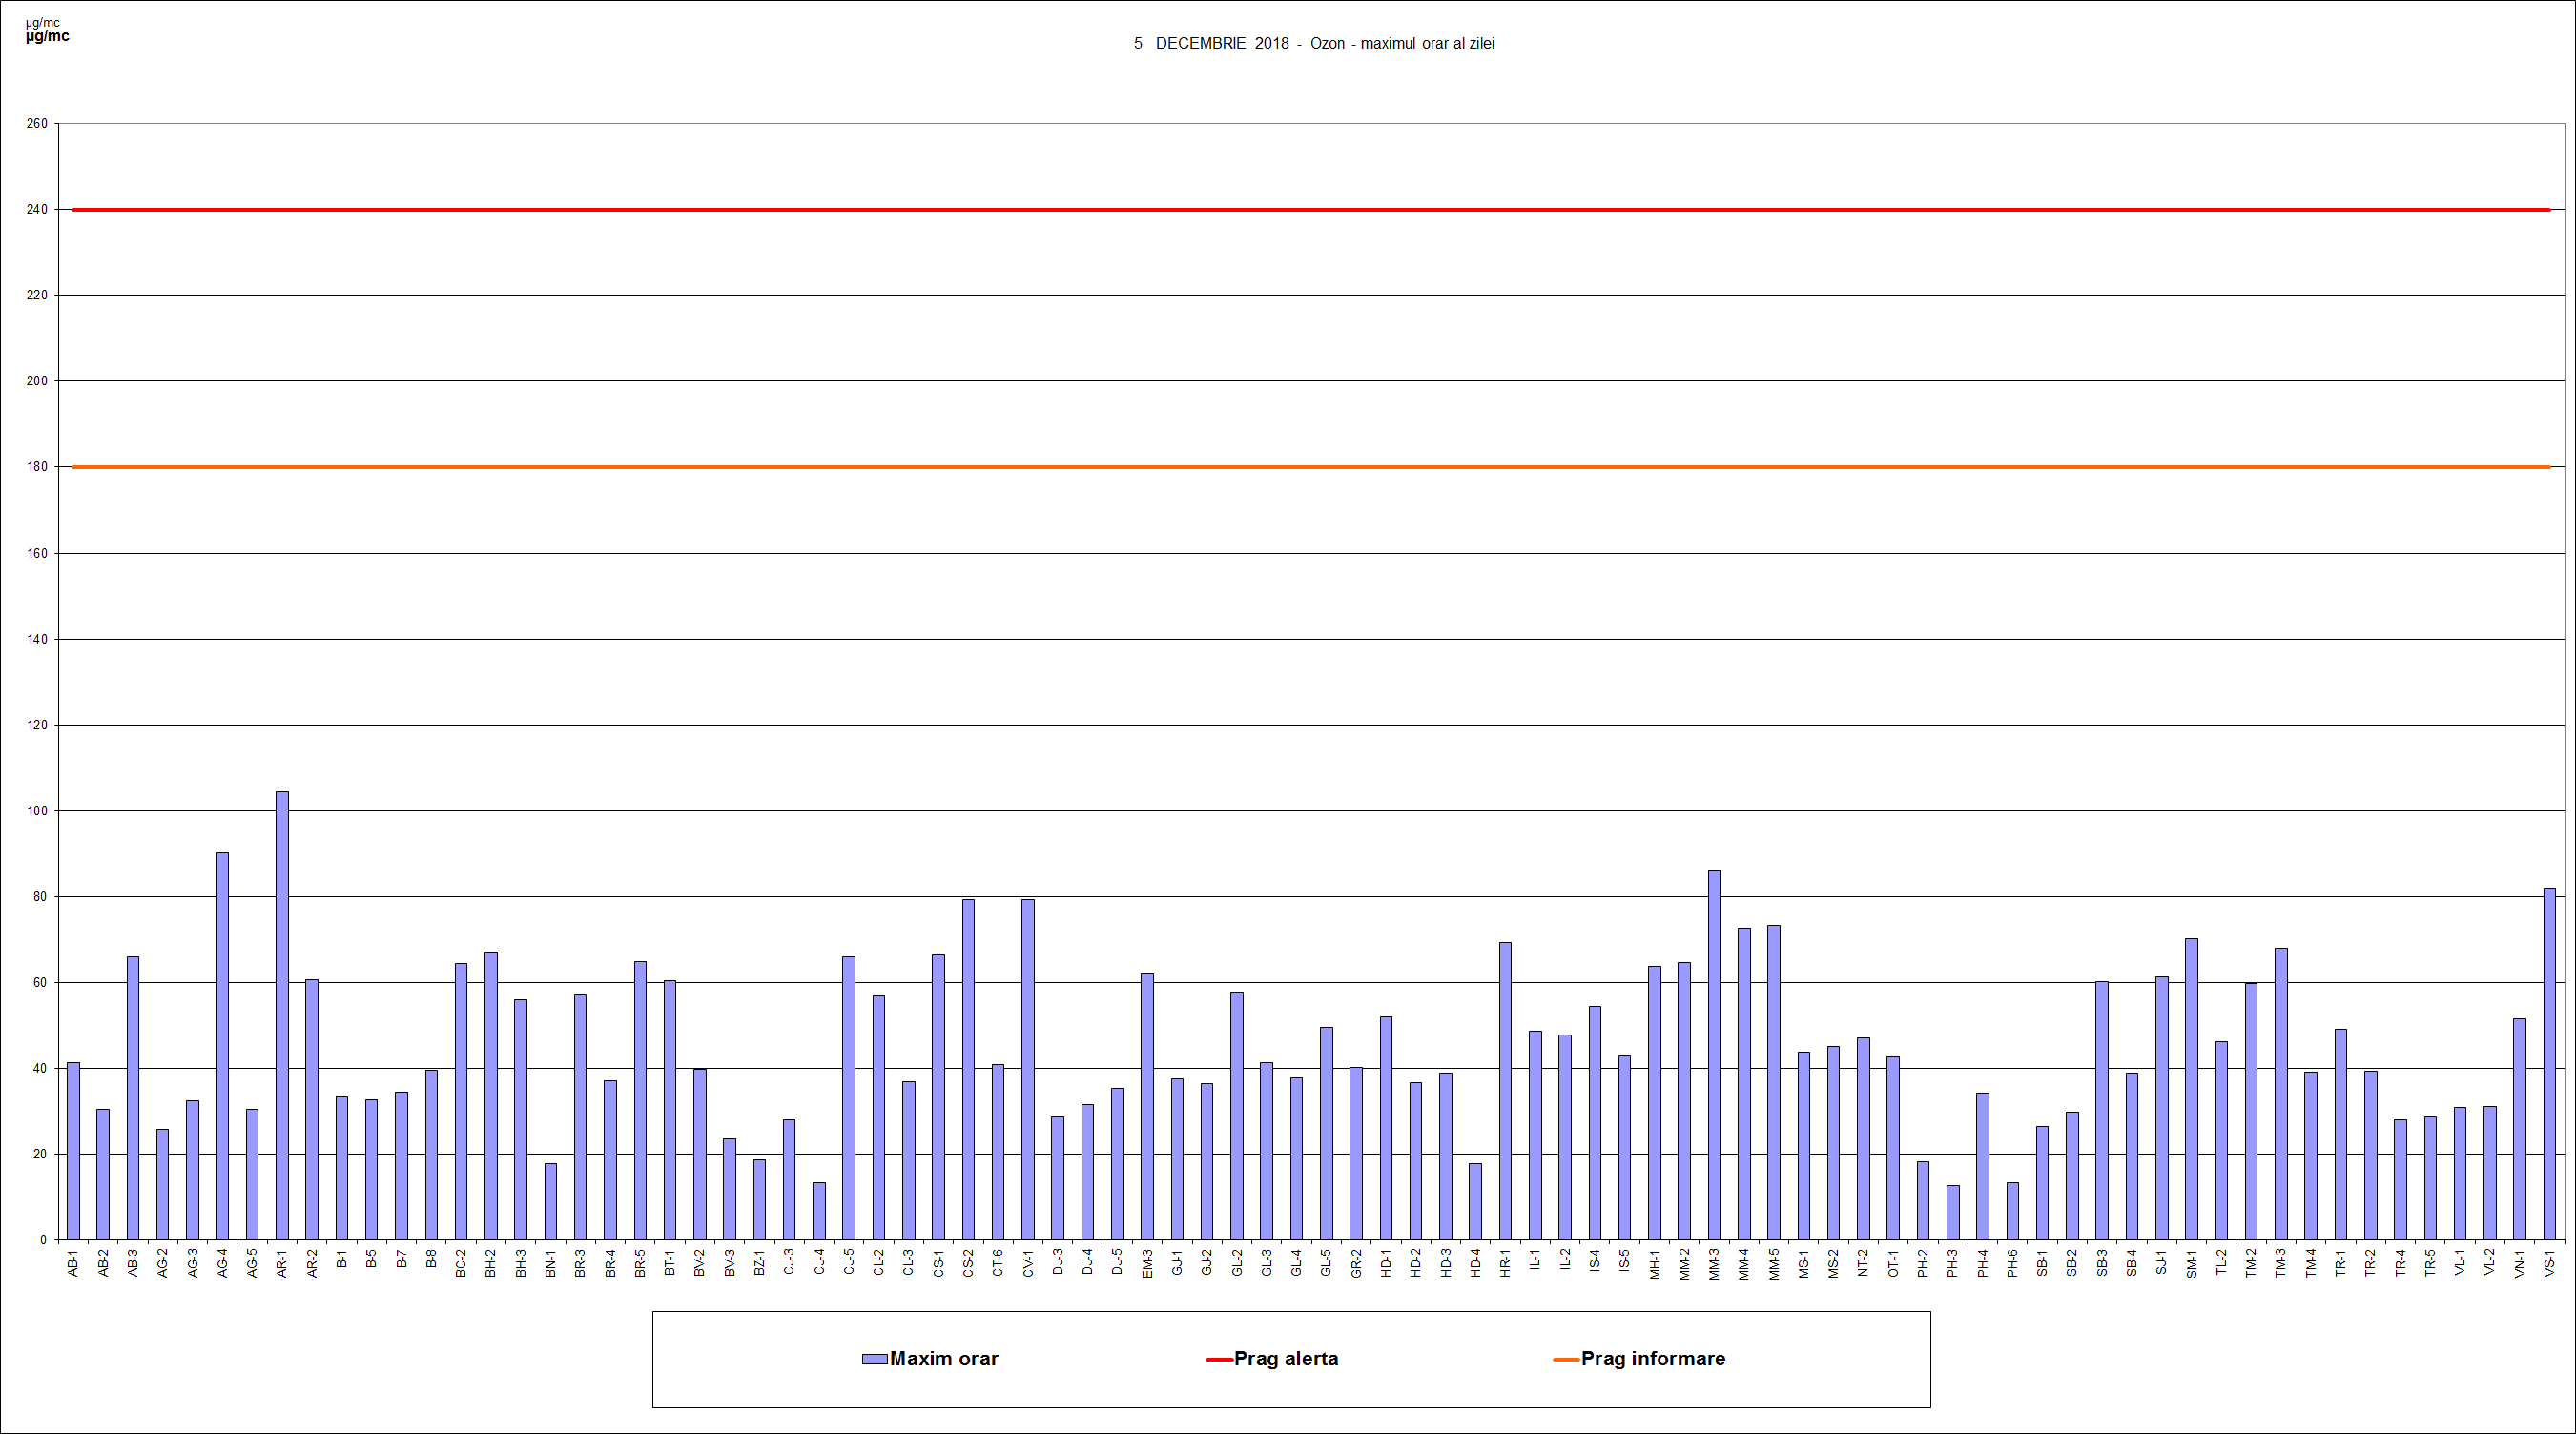 µg/mc
µg/mc
5 DECEMBRIE 2018 - Ozon - maximul orar al zilei
260
240
220
200
180
160
140
120
100
80
60
40
20
0
AB-1 AB-2 AB-3 AG-2 AG-3 AG-4 AG-5 AR-1 AR-2 B-1 B-5 B-7 B-8 BC-2 BH-2 BH-3 BN-1 BR-3 BR-4 BR-5 BT-1 BV-2 BV-3 BZ-1 CJ-3 CJ-4 CJ-5 CL-2 CL-3 CS-1 CS-2 CT-6 CV-1 DJ-3 DJ-4 DJ-5 EM-3 GJ-1 GJ-2 GL-2 GL-3 GL-4 GL-5 GR-2 HD-1 HD-2 HD-3 HD-4 HR-1 IL-1 IL-2 IS-4 IS-5 MH-1 MM-2 MM-3 MM-4 MM-5 MS-1 MS-2 NT-2 OT-1 PH-2 PH-3 PH-4 PH-6 SB-1 SB-2 SB-3 SB-4 SJ-1 SM-1 TL-2 TM-2 TM-3 TM-4 TR-1 TR-2 TR-4 TR-5 VL-1 VL-2 VN-1 VS-1
Maxim orar Prag alerta Prag informare